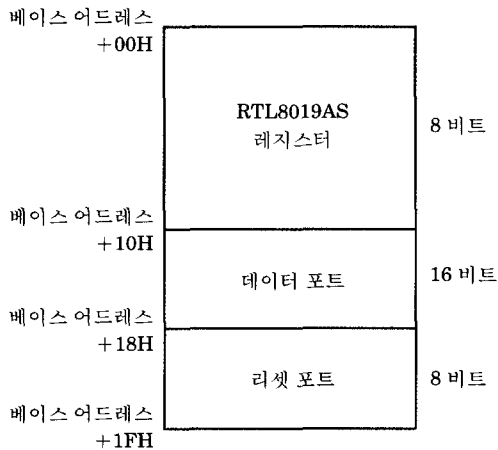 베이스 어드레스
+00H
RTL8019AS
레지스터
8 비트
베이스 어드레스
+10H
데이터 포트
16 비트
베이스 어드레스
+18H
리셋 포트
8 비트
베이스 어드레스
+1FH